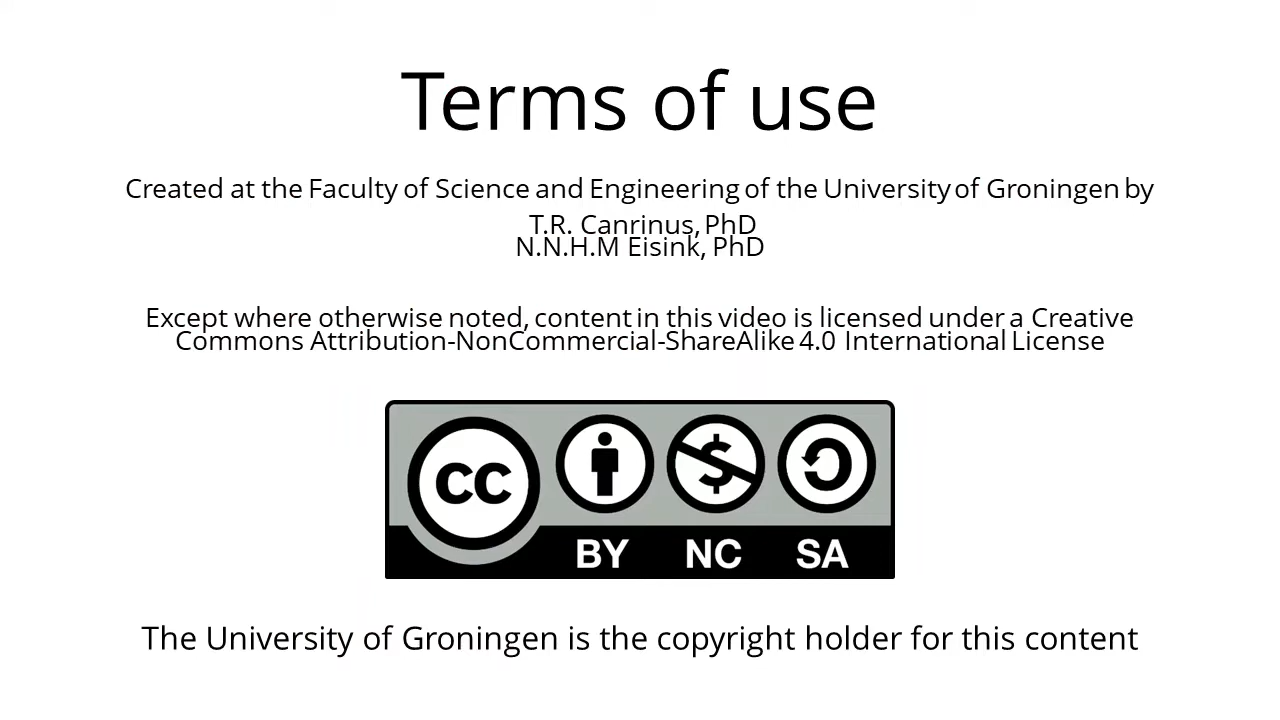 Terms of use
Created at the Faculty of Science and Engineering of the University of Groningen by
T.R. Canrinus, PhD
N.N.H.M Eisink, PhD
Except where otherwise noted, content in this video is licensed under a Creative
Commons Attribution-NonCommercial-ShareAlike 4.0 International License
cc
BY NC SA
The University of Groningen is the copyright holder for this content